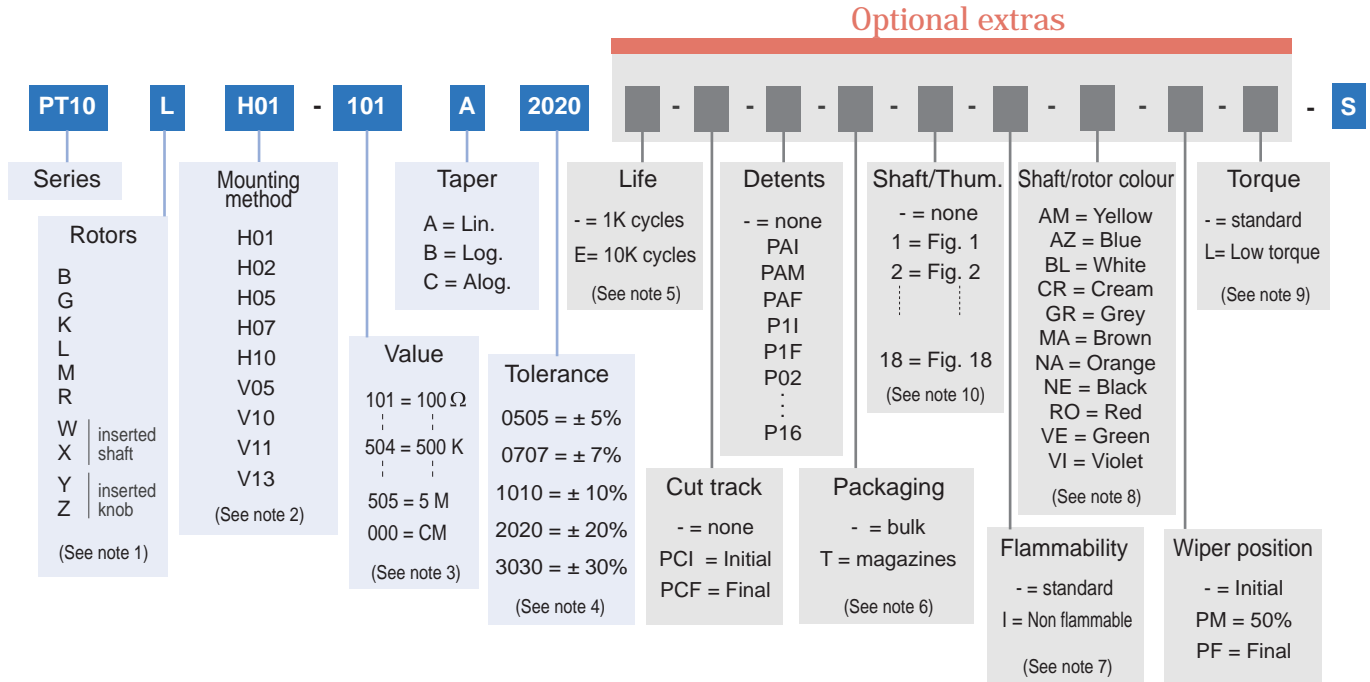 Optional extras
PT10 L H01 - 101 A 2020 - - - - - - - - - S
Series
Rotors
B
G
K
L
M
R
W
X
inserted
shaft
Y
Z
inserted
knob
(See note 1)
Mounting
method
H01
H02
H05
H07
H10
V05
V10
V11
V13
(See note 2)
Value
101 = 100 Ω
504 = 500 K
505 = 5 M
000 = CM
(See note 3)
Taper
A = Lin.
B = Log.
C = Alog.
Tolerance
0505 = ± 5%
0707 = ± 7%
1010 = ± 10%
2020 = ± 20%
3030 = ± 30%
(See note 4)
Life
- = 1K cycles
E= 10K cycles
(See note 5)
Cut track
- = none
PCI = Initial
PCF = Final
Detents
- = none
PAI
PAM
PAF
P1I
P1F
P02
P16
Packaging
- = bulk
T = magazines
(See note 6)
Shaft/Thum.
- = none
1 = Fig. 1
2 = Fig. 2
18 = Fig. 18
(See note 10)
Flammability
- = standard
I = Non flammable
(See note 7)
Shaft/rotor colour
AM = Yellow
AZ = Blue
BL = White
CR = Cream
GR = Grey
MA = Brown
NA = Orange
NE = Black
RO = Red
VE = Green
VI = Violet
(See note 8)
Wiper position
- = Initial
PM = 50%
PF = Final
Torque
- = standard
L= Low torque
(See note 9)